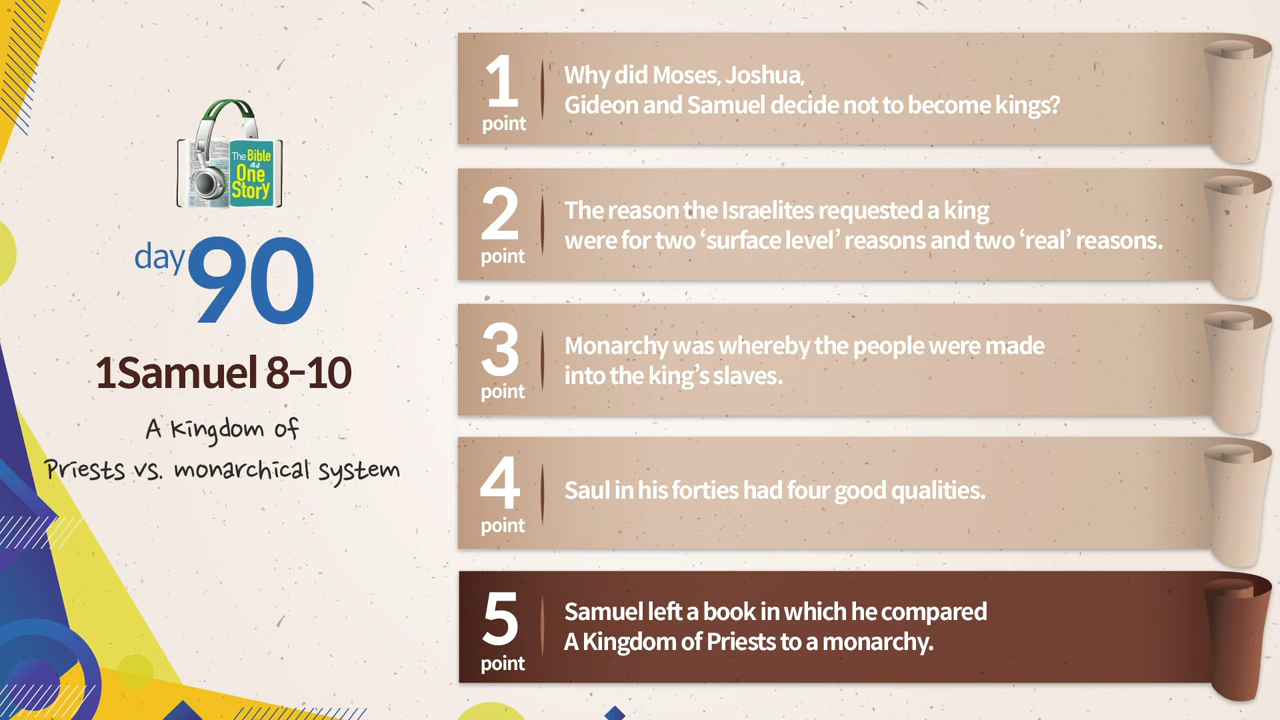 The Bible
as
One
Story
day 90
1Samuel 8-10
A Kingdom of
Priests vs. monarchical system
1
point
Why did Moses, Joshua,
Gideon and Samuel decide not to become kings?
2
point
The reason the Israelites requested a king
were for two ‘surface level’ reasons and two ‘real’ reasons.
3
point
Monarchy was whereby the people were made
into the king’s slaves.
4
point
Saul in his forties had four good qualities.
5
point
Samuel left a book in which he compared
A Kingdom of Priests to a monarchy.